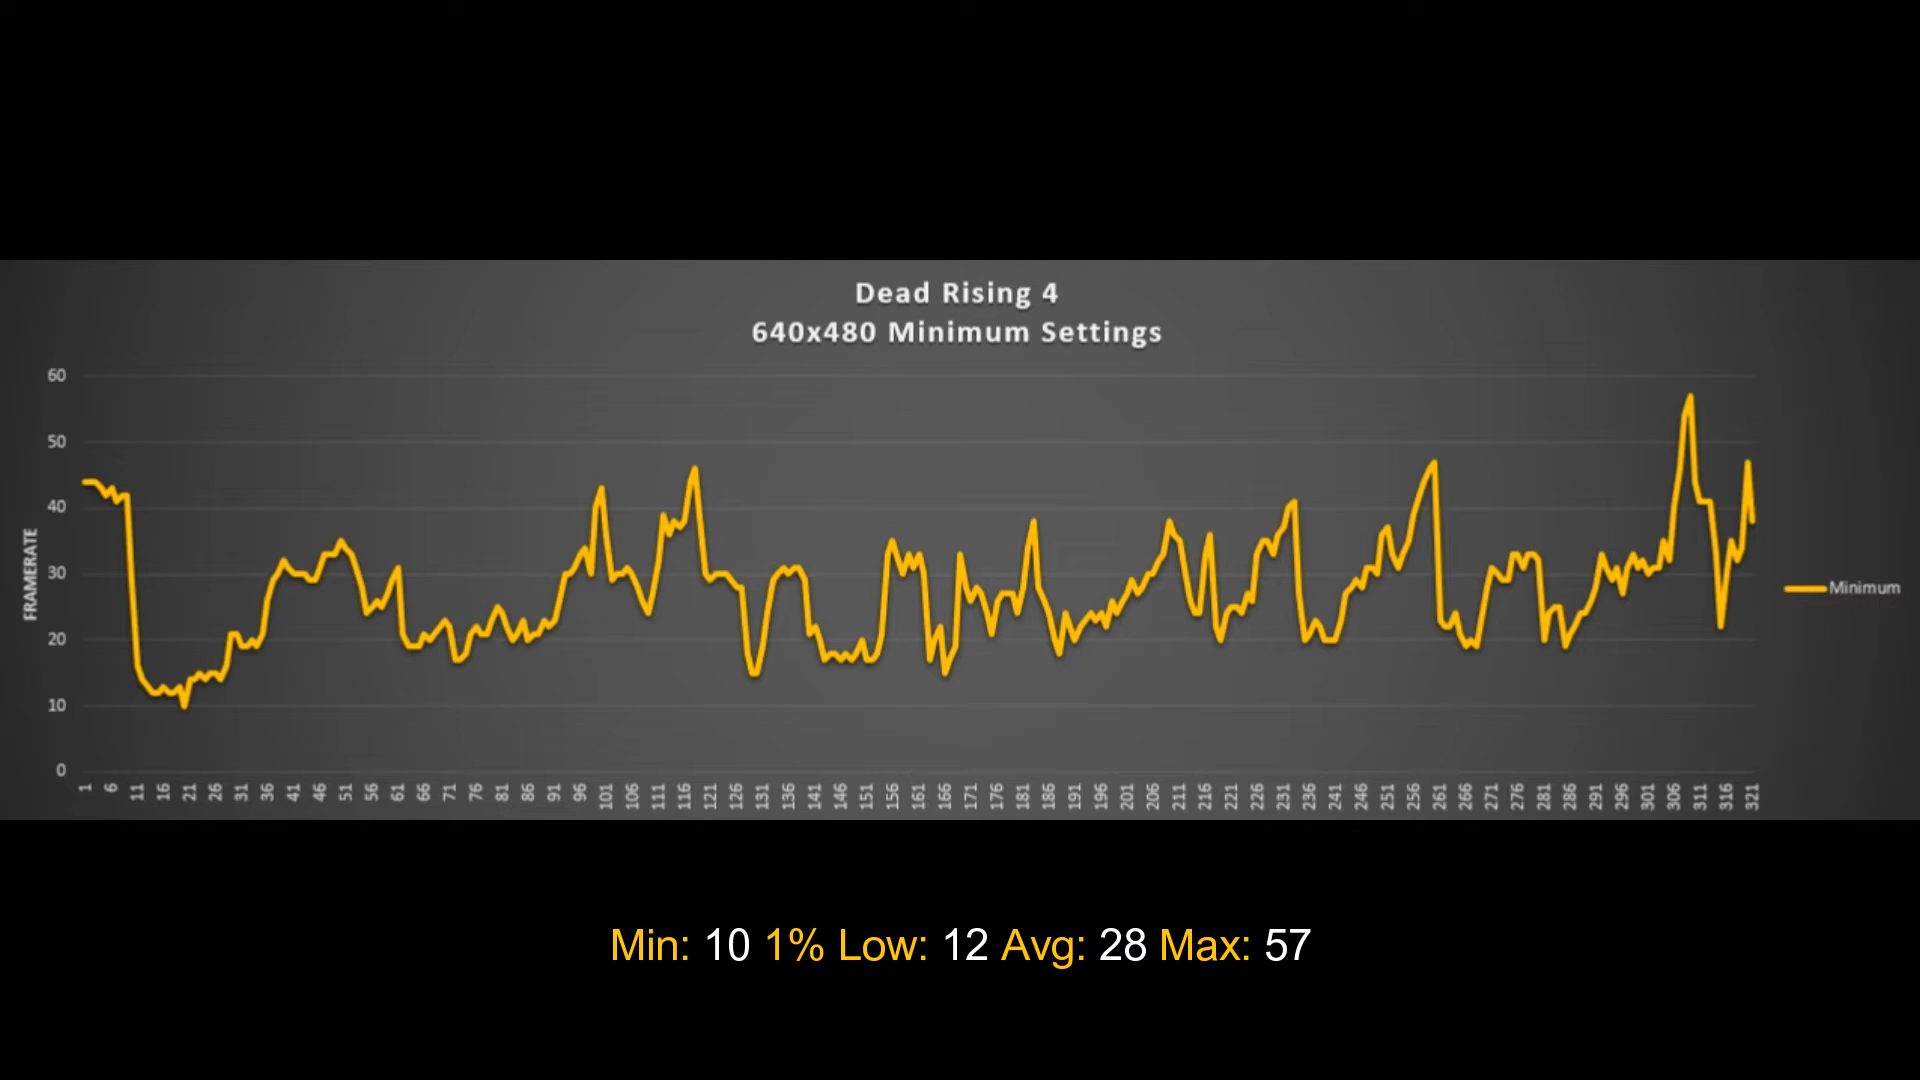 Dead Rising 4
640x480 Minimum Settings
60
50
40
30
20
10
0
FRAMERATE
Minimum
1 6 11 16 21 26 31 36 41 46 51 56 61 66 71 76 81 86 91 96 101 106 111 116 121 126 131 136 141 146 151 156 161 166 171 176 181 186 191 196 201 206 211 216 221 226 231 236 241 246 251 256 261 266 271 276 281 286 291 296 301 306 311 316 321
Min: 10 1% Low: 12 Avg: 28 Max: 57